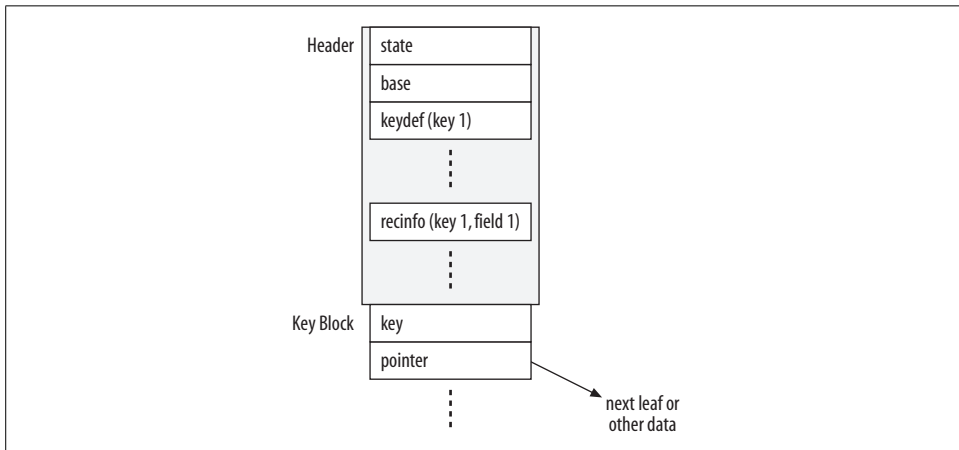 Header
state
base
keydef (key 1)
recinfo (key 1, field 1)
Key Block
key
pointer
next leaf or
other data